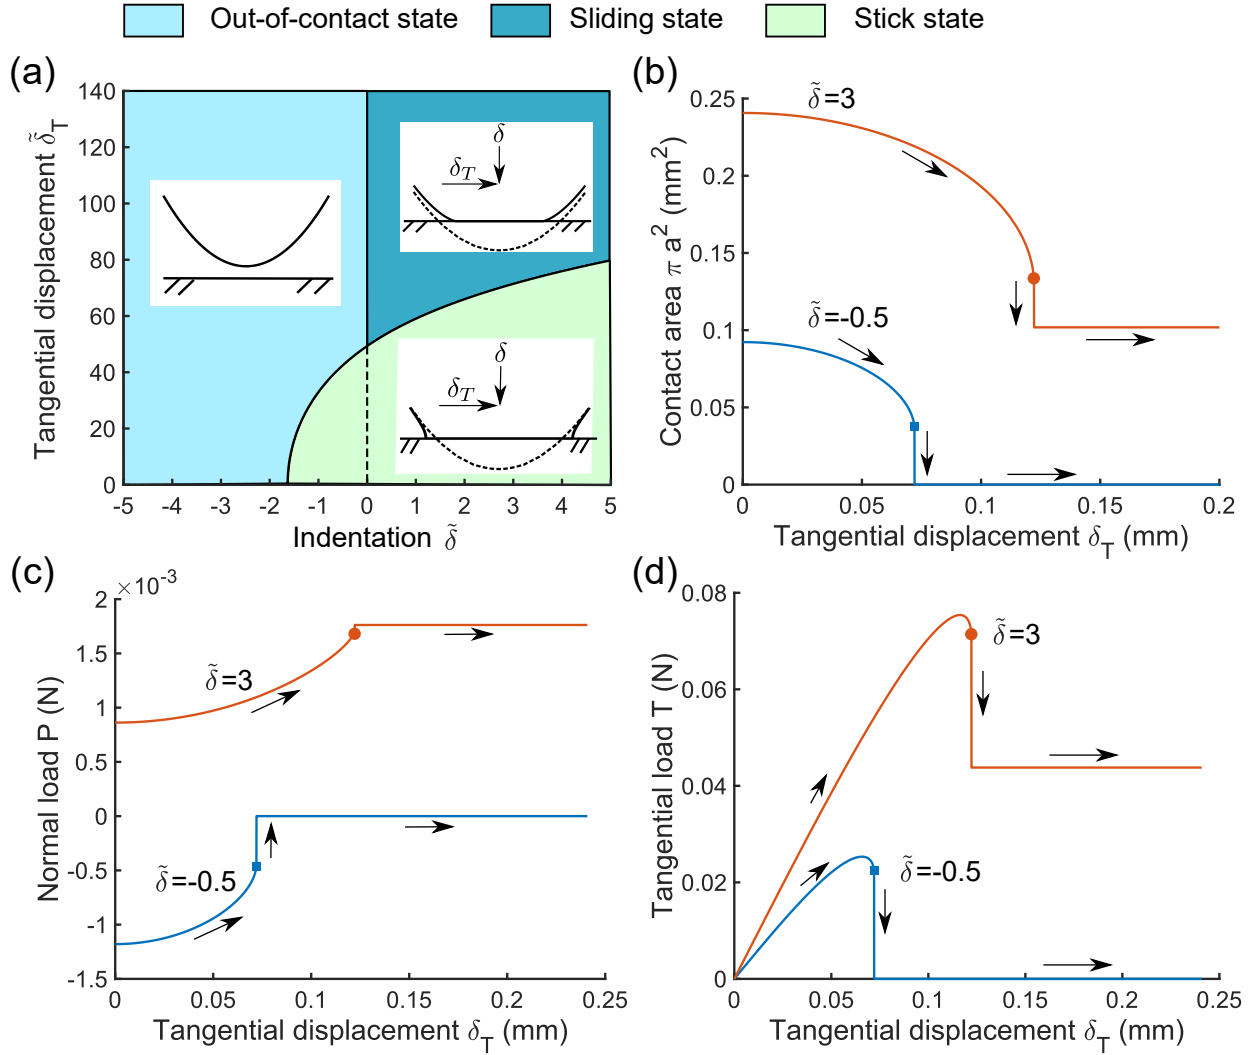 Out-of-contact state Sliding state Stick state
(a)
140
120
100
80
60
40
20
0
-5 -4 -3 -2 -1 0 1 2 3 4 5
Tangential displacement δ̃_T
Indentation δ̃
δ
δ_T
δ
δ_T
(b)
0.25
0.2
0.15
0.1
0.05
0
0 0.05 0.1 0.15 0.2
Contact area π a² (mm²)
Tangential displacement δ_T (mm)
δ̃=3
δ̃=-0.5
(c)
×10⁻³
2
1.5
1
0.5
0
-0.5
-1
-1.5
0 0.05 0.1 0.15 0.2 0.25
Normal load P (N)
Tangential displacement δ_T (mm)
δ̃=3
δ̃=-0.5
(d)
0.08
0.06
0.04
0.02
0
0 0.05 0.1 0.15 0.2 0.25
Tangential load T (N)
Tangential displacement δ_T (mm)
δ̃=3
δ̃=-0.5